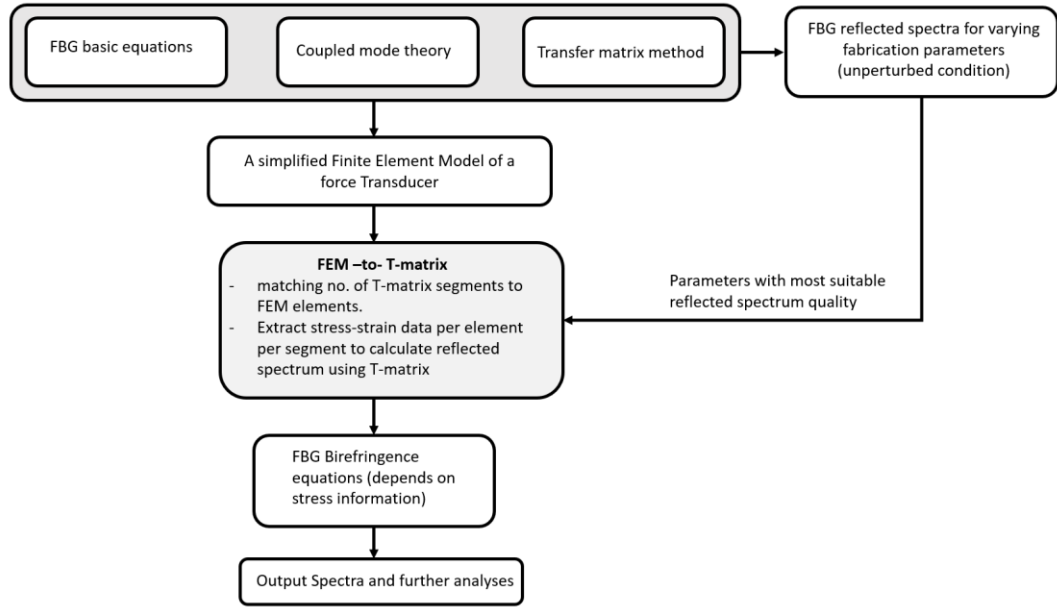 FBG basic equations
Coupled mode theory
Transfer matrix method
FBG reflected spectra for varying
fabrication parameters
(unperturbed condition)
A simplified Finite Element Model of a
force Transducer
FEM –to- T-matrix
- matching no. of T-matrix segments to
FEM elements.
- Extract stress-strain data per element
per segment to calculate reflected
spectrum using T-matrix
Parameters with most suitable
reflected spectrum quality
FBG Birefringence
equations (depends on
stress information)
Output Spectra and further analyses